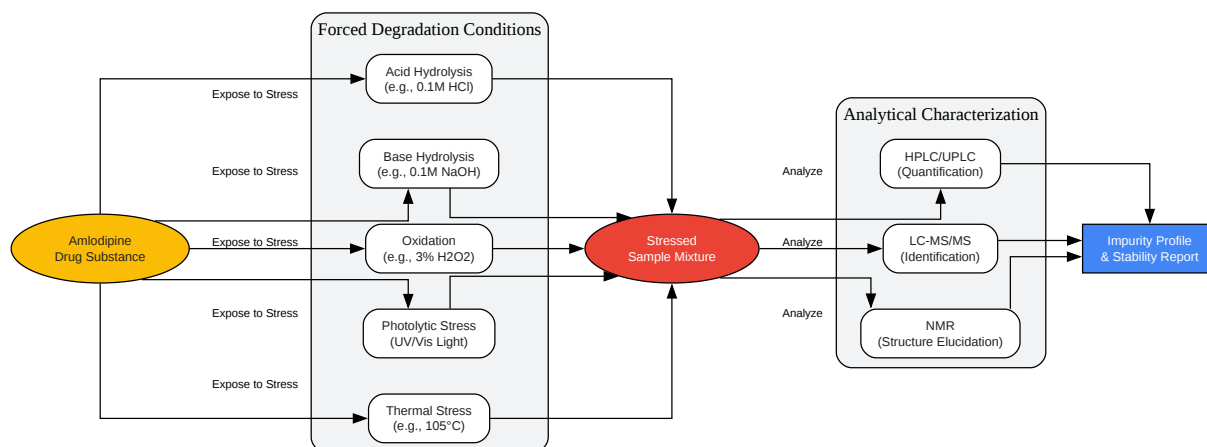 Forced Degradation Conditions
Acid Hydrolysis
(e.g., 0.1M HCl)
Expose to Stress
Analytical Characterization
Base Hydrolysis
(e.g., 0.1M NaOH)
Expose to Stress
HPLC/UPLC
(Quantification)
Analyze
Amlodipine
Drug Substance
Expose to Stress
Oxidation
(e.g., 3% H2O2)
Stressed
Sample Mixture
Analyze
LC-MS/MS
(Identification)
Impurity Profile
& Stability Report
Expose to Stress
Photolytic Stress
(UV/Vis Light)
Analyze
NMR
(Structure Elucidation)
Expose to Stress
Thermal Stress
(e.g., 105°C)